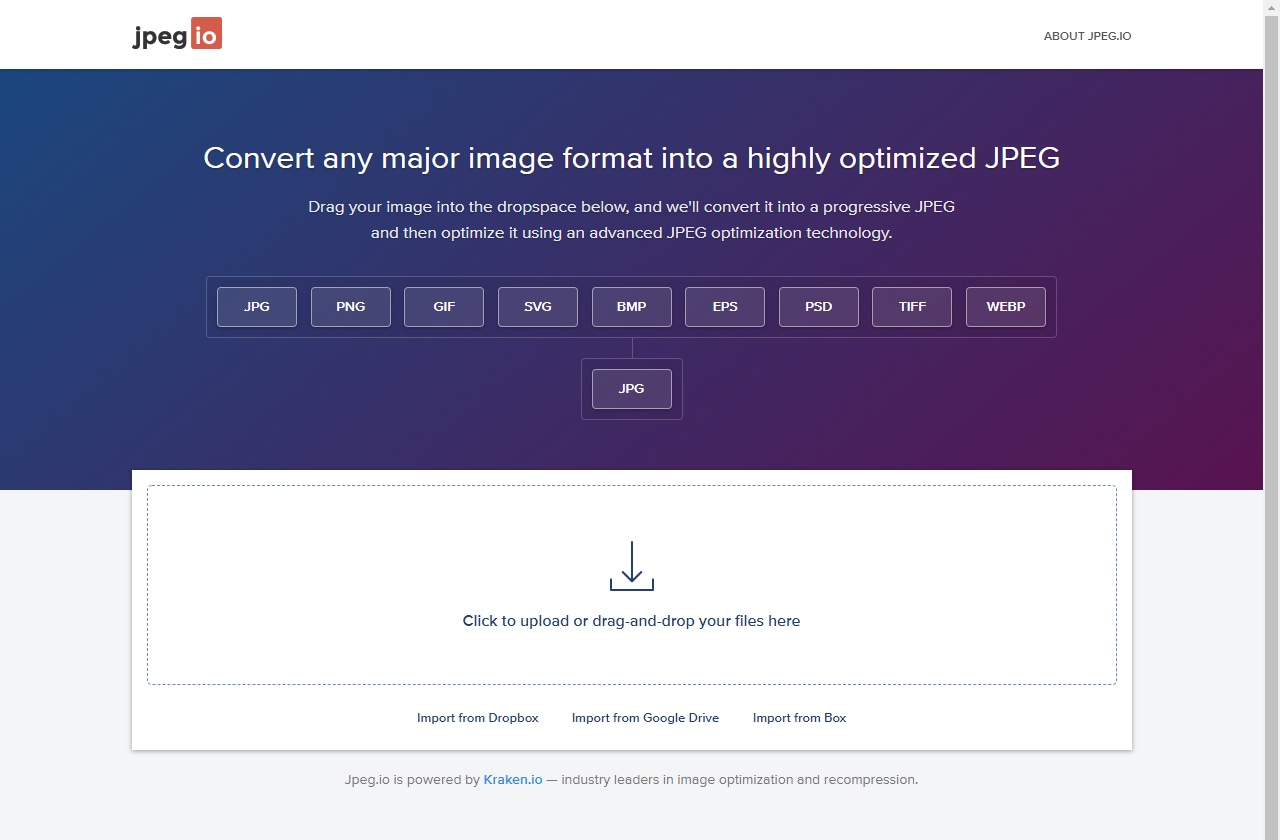 jpeg io
ABOUT JPEG.IO
Convert any major image format into a highly optimized JPEG
Drag your image into the dropspace below, and we'll convert it into a progressive JPEG
and then optimize it using an advanced JPEG optimization technology.
JPG PNG GIF SVG BMP EPS PSD TIFF WEBP
JPG
Click to upload or drag-and-drop your files here
Import from Dropbox Import from Google Drive Import from Box
Jpeg.io is powered by Kraken.io — industry leaders in image optimization and recompression.